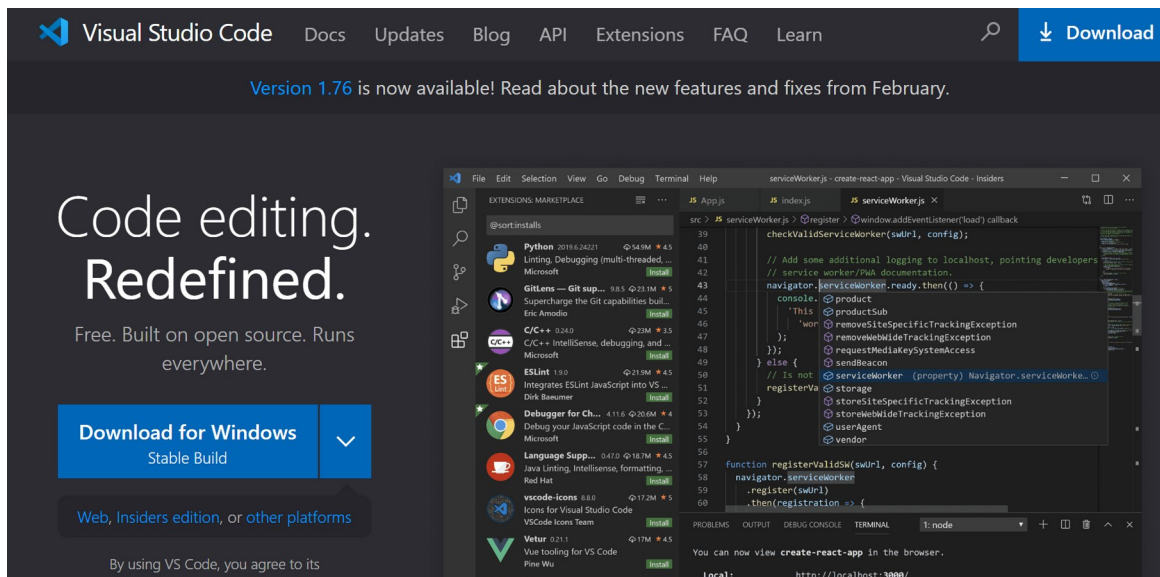 Visual Studio Code Docs Updates Blog API Extensions FAQ Learn Download
Version 1.76 is now available! Read about the new features and fixes from February.
Code editing.
Redefined.
Free. Built on open source. Runs
everywhere.
Download for Windows
Stable Build
Web, Insiders edition, or other platforms
By using VS Code, you agree to its
File Edit Selection View Go Debug Terminal Help serviceWorker.js - create-react-app - Visual Studio Code - Insiders
EXTENSIONS: MARKETPLACE
@sort:installs
Python 2019.6.24221 54.9M ★ 4.5
Linting, Debugging (multi-threaded, ...
Microsoft Install
GitLens — Git sup... 9.8.5 23.1M ★ 5
Supercharge the Git capabilities buil...
Eric Amodio Install
C/C++
C/C++ 0.24.0 23M ★ 3.5
C/C++ IntelliSense, debugging, and ...
Microsoft Install
ES
Lint
ESLint 1.9.0 21.9M ★ 4.5
Integrates ESLint JavaScript into VS ...
Dirk Baeumer Install
Debugger for Ch... 4.11.6 20.6M ★ 4
Debug your JavaScript code in the C...
Microsoft Install
Language Supp... 0.47.0 18.7M ★ 4.5
Java Linting, Intellisense, formatting, ...
Red Hat Install
vscode-icons 8.8.0 17.2M ★ 5
Icons for Visual Studio Code
VSCode Icons Team Install
Vetur 0.21.1 17M ★ 4.5
Vue tooling for VS Code
Pine Wu Install
JS App.js JS index.js JS serviceWorker.js
src > JS serviceWorker.js > register > window.addEventListener('load') callback
39 checkValidServiceWorker(swUrl, config);
40
41 // Add some additional logging to localhost, pointing developers
42 // service worker/PWA documentation.
43 navigator.serviceWorker.ready.then(() => {
44 console.
45 'This
46 'wor
47 );
48 });
49 } else {
50 // Is not
51 registerVa
52 }
53 });
54 }
55 }
56
57 function registerValidSW(swUrl, config) {
58 navigator.serviceWorker
59 .register(swUrl)
60 .then(registration => {
product
productSub
removeSiteSpecificTrackingException
removeWebWideTrackingException
requestMediaKeySystemAccess
sendBeacon
serviceWorker (property) Navigator.serviceWorke...
storage
storeSiteSpecificTrackingException
storeWebWideTrackingException
userAgent
vendor
PROBLEMS OUTPUT DEBUG CONSOLE TERMINAL 1: node
You can now view create-react-app in the browser.
Local: http://localhost:3000/